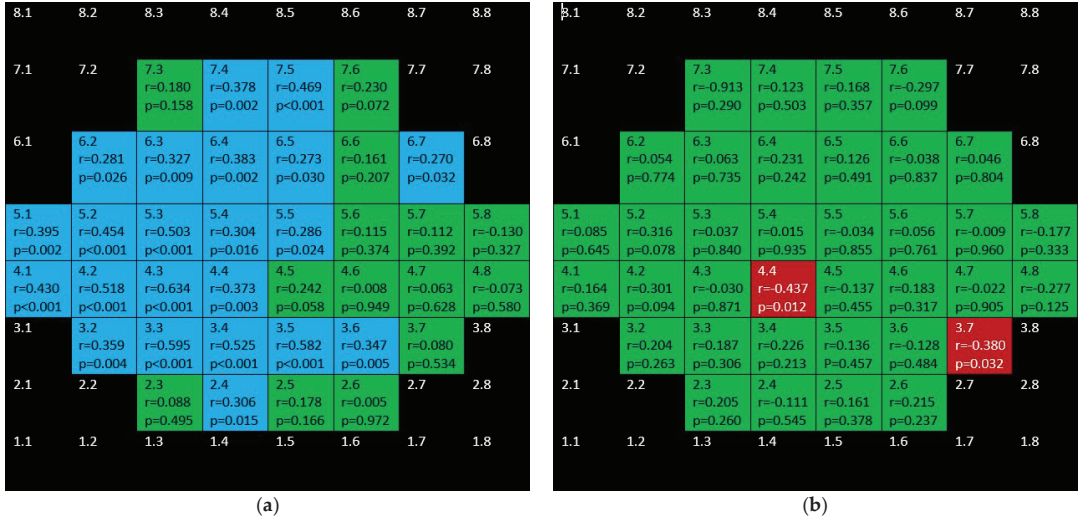 8.1 8.2 8.3 8.4 8.5 8.6 8.7 8.8
7.1 7.2 7.3 7.4 7.5 7.6 7.7 7.8
r=0.180 r=0.378 r=0.469 r=0.230
p=0.158 p=0.002 p<0.001 p=0.072
6.1 6.2 6.3 6.4 6.5 6.6 6.7 6.8
r=0.281 r=0.327 r=0.383 r=0.273 r=0.161 r=0.270
p=0.026 p=0.009 p=0.002 p=0.030 p=0.207 p=0.032
5.1 5.2 5.3 5.4 5.5 5.6 5.7 5.8
r=0.395 r=0.454 r=0.503 r=0.304 r=0.286 r=0.115 r=0.112 r=-0.130
p=0.002 p<0.001 p<0.001 p=0.016 p=0.024 p=0.374 p=0.392 p=0.327
4.1 4.2 4.3 4.4 4.5 4.6 4.7 4.8
r=0.430 r=0.518 r=0.634 r=0.373 r=0.242 r=0.008 r=0.063 r=-0.073
p<0.001 p<0.001 p<0.001 p=0.003 p=0.058 p=0.949 p=0.628 p=0.580
3.1 3.2 3.3 3.4 3.5 3.6 3.7 3.8
r=0.359 r=0.595 r=0.525 r=0.582 r=0.347 r=0.080
p=0.004 p<0.001 p<0.001 p<0.001 p=0.005 p=0.534
2.1 2.2 2.3 2.4 2.5 2.6 2.7 2.8
r=0.088 r=0.306 r=0.178 r=0.005
p=0.495 p=0.015 p=0.166 p=0.972
1.1 1.2 1.3 1.4 1.5 1.6 1.7 1.8
(a)
8.1 8.2 8.3 8.4 8.5 8.6 8.7 8.8
7.1 7.2 7.3 7.4 7.5 7.6 7.7 7.8
r=-0.913 r=0.123 r=0.168 r=-0.297
p=0.290 p=0.503 p=0.357 p=0.099
6.1 6.2 6.3 6.4 6.5 6.6 6.7 6.8
r=0.054 r=0.063 r=0.231 r=0.126 r=-0.038 r=0.046
p=0.774 p=0.735 p=0.242 p=0.491 p=0.837 p=0.804
5.1 5.2 5.3 5.4 5.5 5.6 5.7 5.8
r=0.085 r=0.316 r=0.037 r=0.015 r=-0.034 r=0.056 r=-0.009 r=-0.177
p=0.645 p=0.078 p=0.840 p=0.935 p=0.855 p=0.761 p=0.960 p=0.333
4.1 4.2 4.3 4.4 4.5 4.6 4.7 4.8
r=0.164 r=0.301 r=-0.030 r=-0.437 r=-0.137 r=0.183 r=-0.022 r=-0.277
p=0.369 p=0.094 p=0.871 p=0.012 p=0.455 p=0.317 p=0.905 p=0.125
3.1 3.2 3.3 3.4 3.5 3.6 3.7 3.8
r=0.204 r=0.187 r=-0.226 r=0.136 r=-0.128 r=-0.380
p=0.263 p=0.306 p=0.213 p=0.457 p=0.484 p=0.032
2.1 2.2 2.3 2.4 2.5 2.6 2.7 2.8
r=0.205 r=-0.111 r=0.161 r=0.215
p=0.260 p=0.545 p=0.378 p=0.237
1.1 1.2 1.3 1.4 1.5 1.6 1.7 1.8
(b)